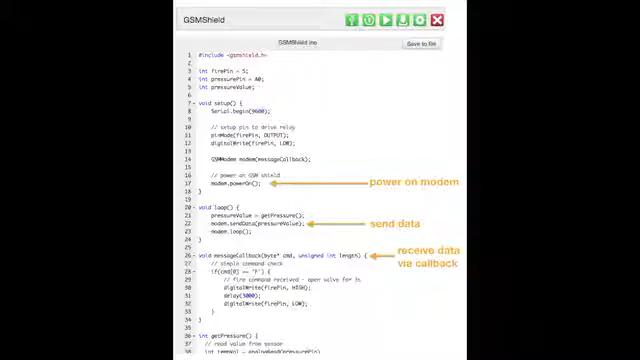 GSMShield
GSMShield.ino
Save to file
1 #include <gsmshield.h>
2
3 int firePin = 5;
4 int pressurePin = A0;
5 int pressureValue;
6
7 void setup() {
8 Serial.begin(9600);
9
10 // setup pin to drive relay
11 pinMode(firePin, OUTPUT);
12 digitalWrite(firePin, LOW);
13
14 GSMModem modem(messageCallback);
15
16 // power on GSM shield
17 modem.powerOn();
18 }
19
20 void loop() {
21 pressureValue = getPressure();
22 modem.sendData(pressureValue);
23 modem.loop();
24 }
25
26 void messageCallback(byte* cmd, unsigned int length) {
27 // simple command check
28 if(cmd[0] == 'F') {
29 // fire command received - open valve for 3s
30 digitalWrite(firePin, HIGH);
31 delay(3000);
32 digitalWrite(firePin, LOW);
33 }
34 }
35
36 int getPressure() {
37 // read value from sensor
38 int tempVal = analogRead(pressurePin)
power on modem
send data
receive data
via callback